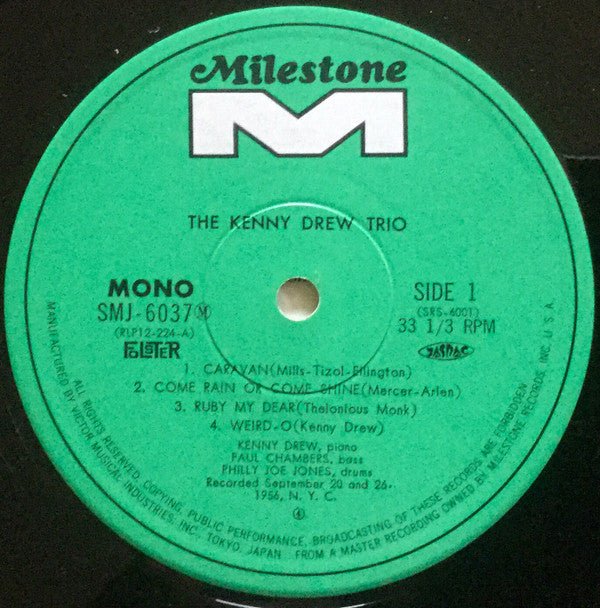 Milestone
M
THE KENNY DREW TRIO
MONO
SMJ-6037 Ⓜ
(RLP12-224-A)
FOLSTER
SIDE 1
(SRS-6001)
33 1/3 RPM
JASRAC
1. CARAVAN(Mills-Tizol-Ellington)
2. COME RAIN OR COME SHINE(Mercer-Arlen)
3. RUBY MY DEAR(Thelonious Monk)
4. WEIRD-O(Kenny Drew)
KENNY DREW, piano
PAUL CHAMBERS, bass
PHILLY JOE JONES, drums
Recorded September 20 and 26,
1956, N. Y. C.
④
ALL RIGHTS RESERVED. COPYING, PUBLIC PERFORMANCE, BROADCASTING OF THESE RECORDS ARE FORBIDDEN
MANUFACTURED BY VICTOR MUSICAL INDUSTRIES, INC. TOKYO, JAPAN FROM A MASTER RECORDING OWNED BY MILESTONE RECORDS, INC. U. S. A.